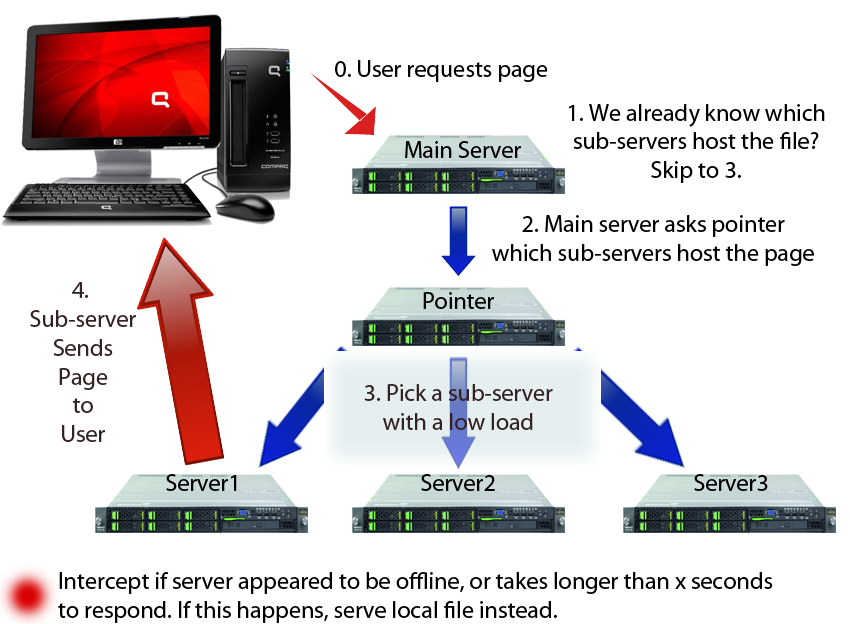 0. User requests page
1. We already know which
sub-servers host the file?
Skip to 3.
Main Server
2. Main server asks pointer
which sub-servers host the page
Pointer
3. Pick a sub-server
with a low load
4.
Sub-server
Sends
Page
to
User
Server1
Server2
Server3
Intercept if server appeared to be offline, or takes longer than x seconds
to respond. If this happens, serve local file instead.
COMPAQ
hp